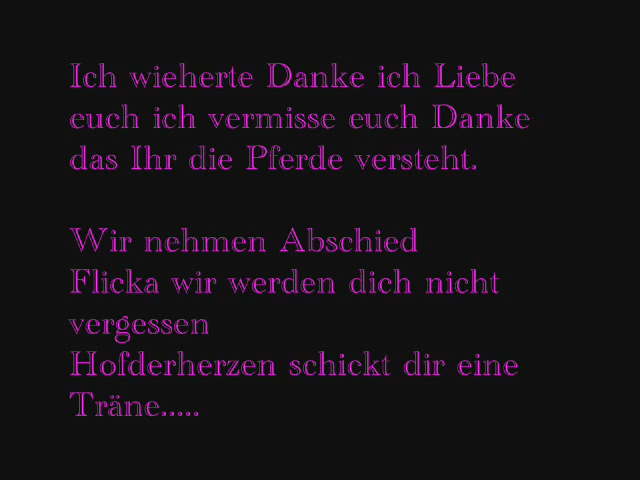 Ich wieherte Danke ich Liebe
euch ich vermisse euch Danke
das Ihr die Pferde versteht.
Wir nehmen Abschied
Flicka wir werden dich nicht
vergessen
Hofderherzen schickt dir eine
Träne.....